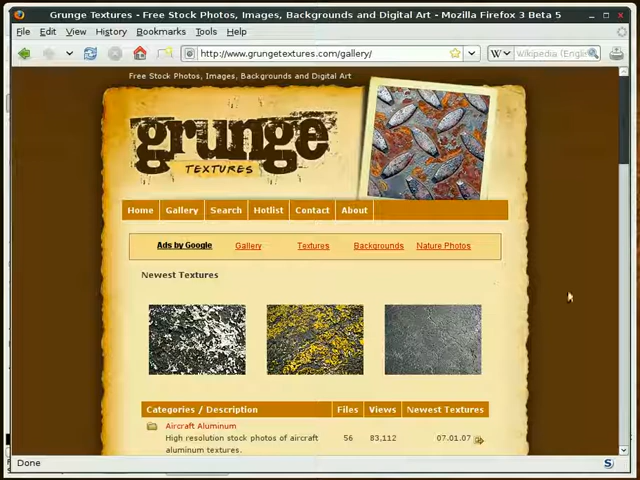 Grunge Textures - Free Stock Photos, Images, Backgrounds and Digital Art - Mozilla Firefox 3 Beta 5
File Edit View History Bookmarks Tools Help
http://www.grungetextures.com/gallery/
W Wikipedia (Engli
Free Stock Photos, Images, Backgrounds and Digital Art
grunge
TEXTURES
Home Gallery Search Hotlist Contact About
Ads by Google Gallery Textures Backgrounds Nature Photos
Newest Textures
Categories / Description Files Views Newest Textures
Aircraft Aluminum
High resolution stock photos of aircraft 56 83,112 07.01.07
aluminum textures.
Done
S